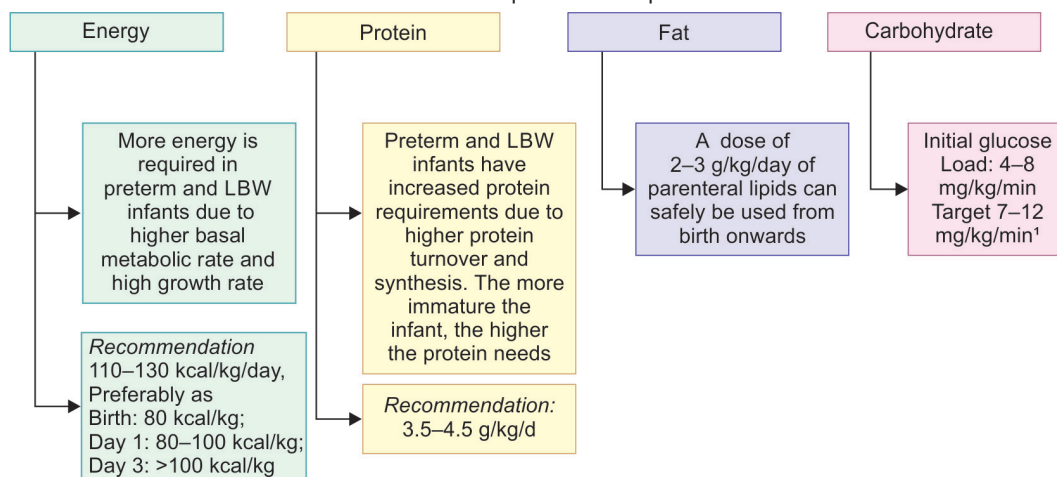 Energy
More energy is
required in
preterm and LBW
infants due to
higher basal
metabolic rate and
high growth rate
Recommendation
110–130 kcal/kg/day,
Preferably as
Birth: 80 kcal/kg;
Day 1: 80–100 kcal/kg;
Day 3: >100 kcal/kg
Protein
Preterm and LBW
infants have
increased protein
requirements due to
higher protein
turnover and
synthesis. The more
immature the
infant, the higher
the protein needs
Recommendation:
3.5–4.5 g/kg/d
Fat
A dose of
2–3 g/kg/day of
parenteral lipids can
safely be used from
birth onwards
Carbohydrate
Initial glucose
Load: 4–8
mg/kg/min
Target 7–12
mg/kg/min¹